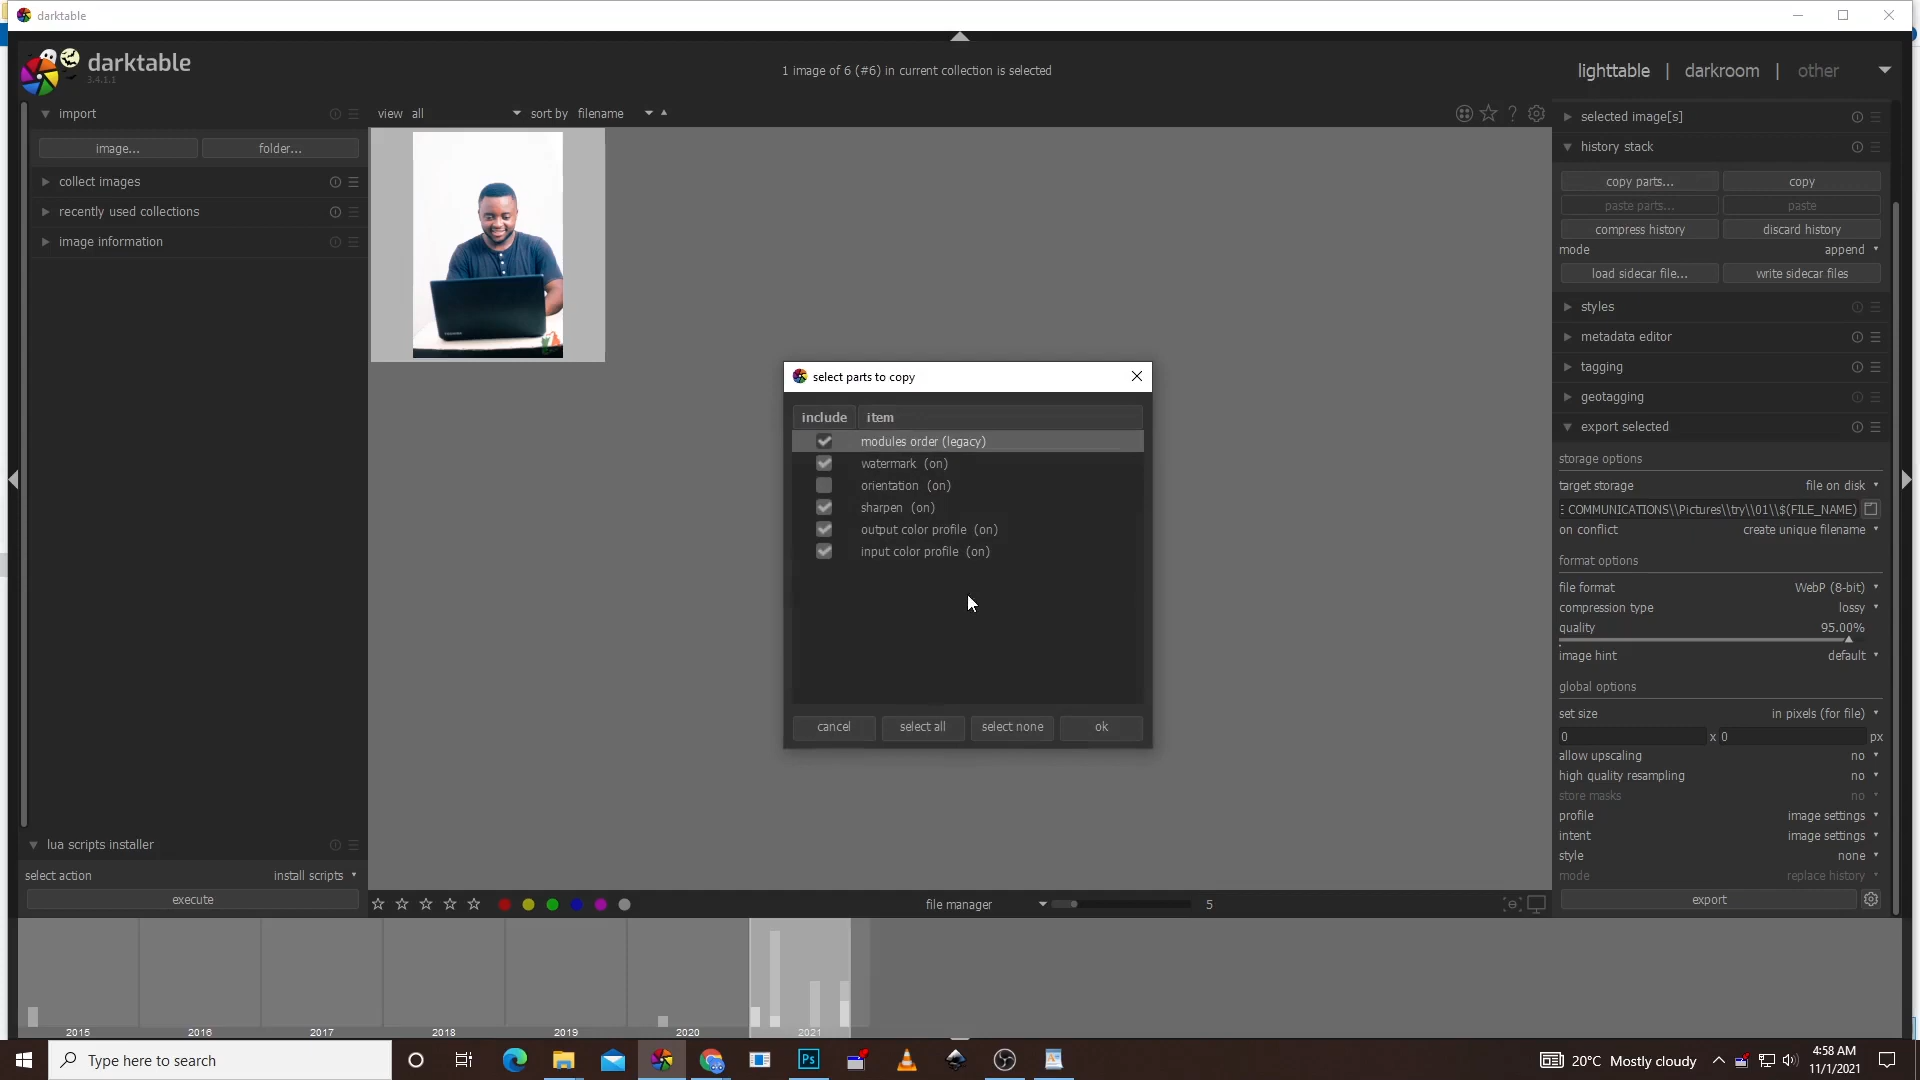 darktable
darktable
3.4.1.1
1 image of 6 (#6) in current collection is selected
lighttable | darkroom | other
import
image...
folder...
collect images
recently used collections
image information
view all
sort by filename
?
selected image[s]
history stack
copy parts...
copy
paste parts...
paste
compress history
discard history
mode
append
load sidecar file...
write sidecar files
styles
metadata editor
tagging
geotagging
export selected
storage options
target storage
file on disk
COMMUNICATIONS\\Pictures\\try\\01\\$(FILE_NAME)
on conflict
create unique filename
format options
file format
WebP (8-bit)
compression type
lossy
quality
95.00%
image hint
default
global options
set size
in pixels (for file)
0 x 0 px
allow upscaling
no
high quality resampling
no
store masks
no
profile
image settings
intent
image settings
style
none
mode
replace history
export
select parts to copy
include item
modules order (legacy)
watermark (on)
orientation (on)
sharpen (on)
output color profile (on)
input color profile (on)
cancel
select all
select none
ok
lua scripts installer
select action
install scripts
execute
file manager
5
2015
2016
2017
2018
2019
2020
2021
Type here to search
Ps
20°C Mostly cloudy
4:58 AM
11/1/2021